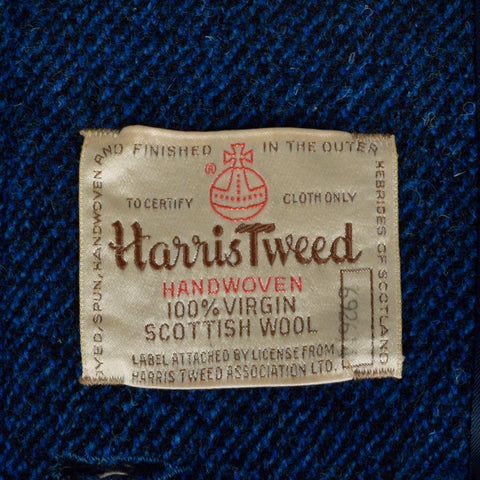 DYED, SPUN, HANDWOVEN AND FINISHED IN THE OUTER HEBRIDES OF SCOTLAND
®
TO CERTIFY CLOTH ONLY
Harris Tweed
HANDWOVEN
100% VIRGIN
SCOTTISH WOOL
LABEL ATTACHED BY LICENSE FROM
HARRIS TWEED ASSOCIATION LTD.